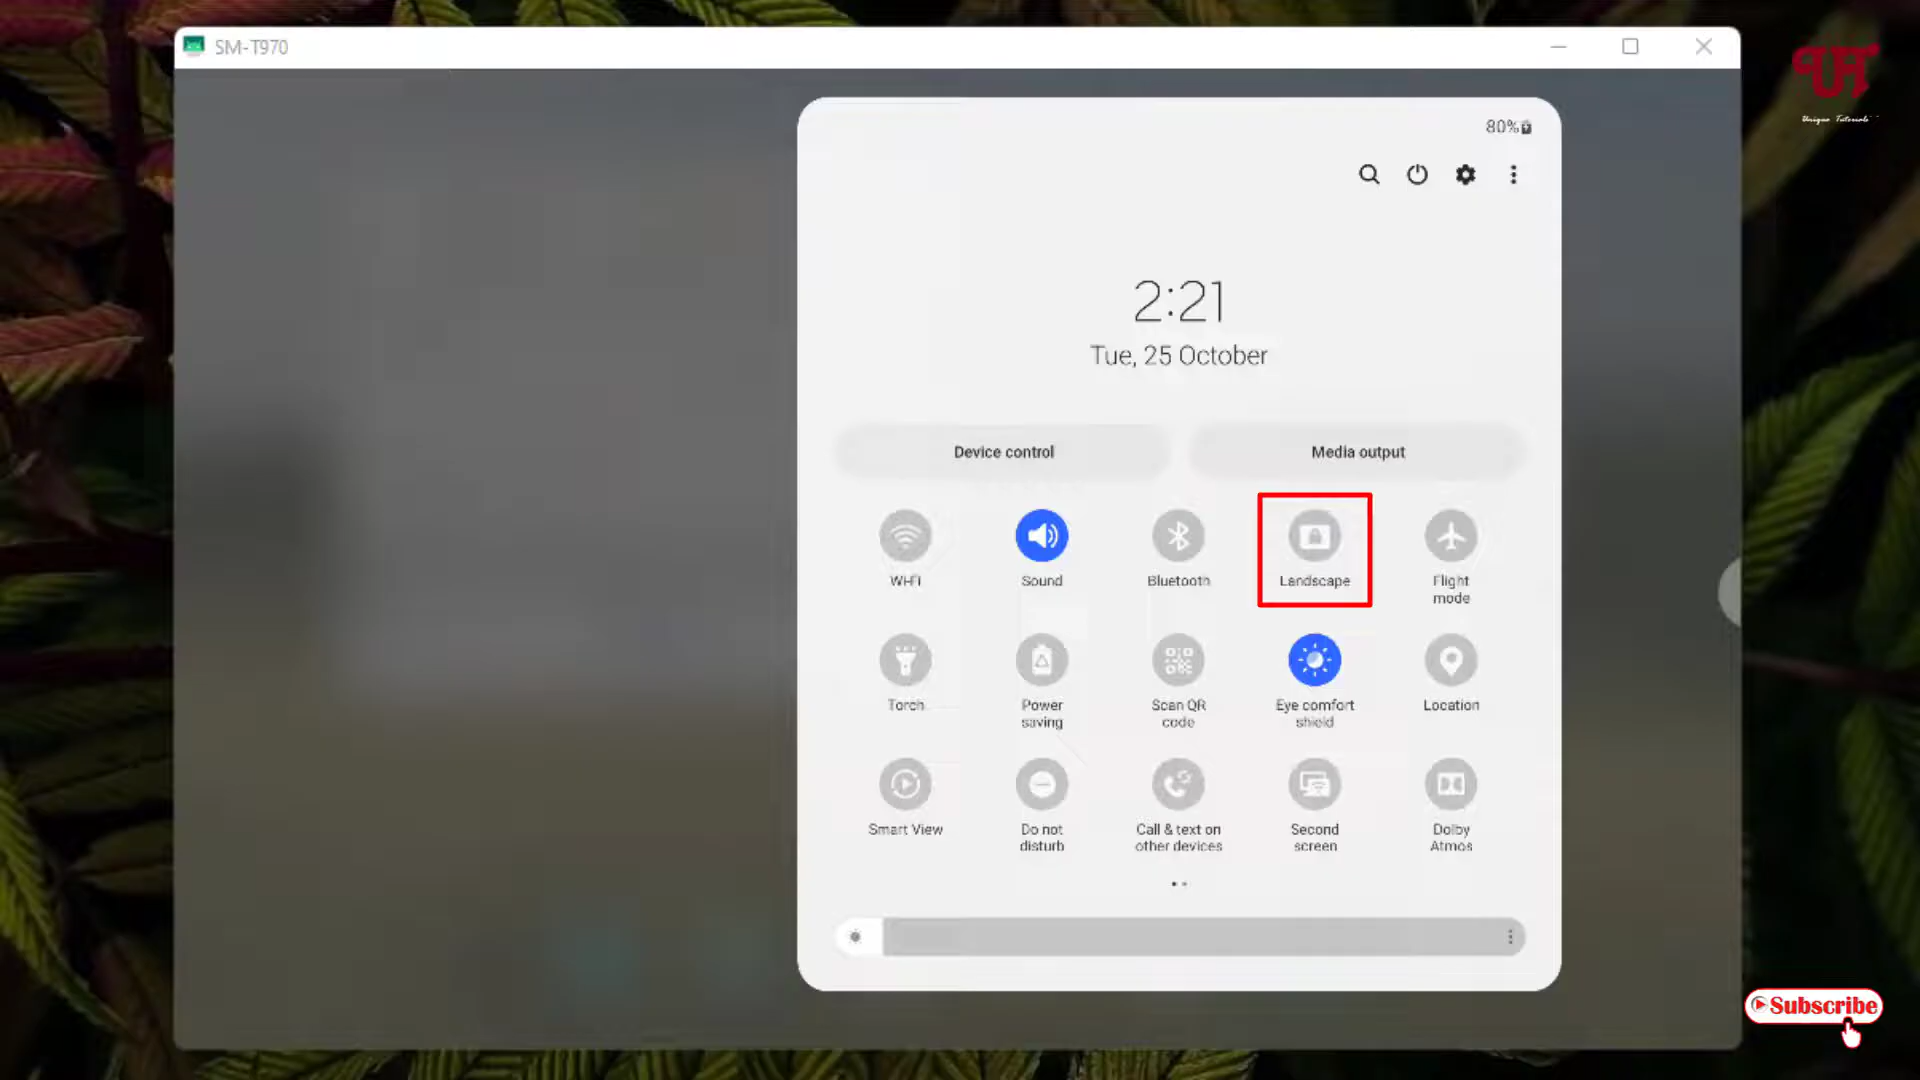 SM-T970
Unique Tutorials
80%
2:21
Tue, 25 October
Device control
Media output
Wi-Fi
Sound
Bluetooth
Landscape
Flight
mode
Torch
Power
saving
Scan QR
code
Eye comfort
shield
Location
Smart View
Do not
disturb
Call & text on
other devices
Second
screen
Dolby
Atmos
Subscribe